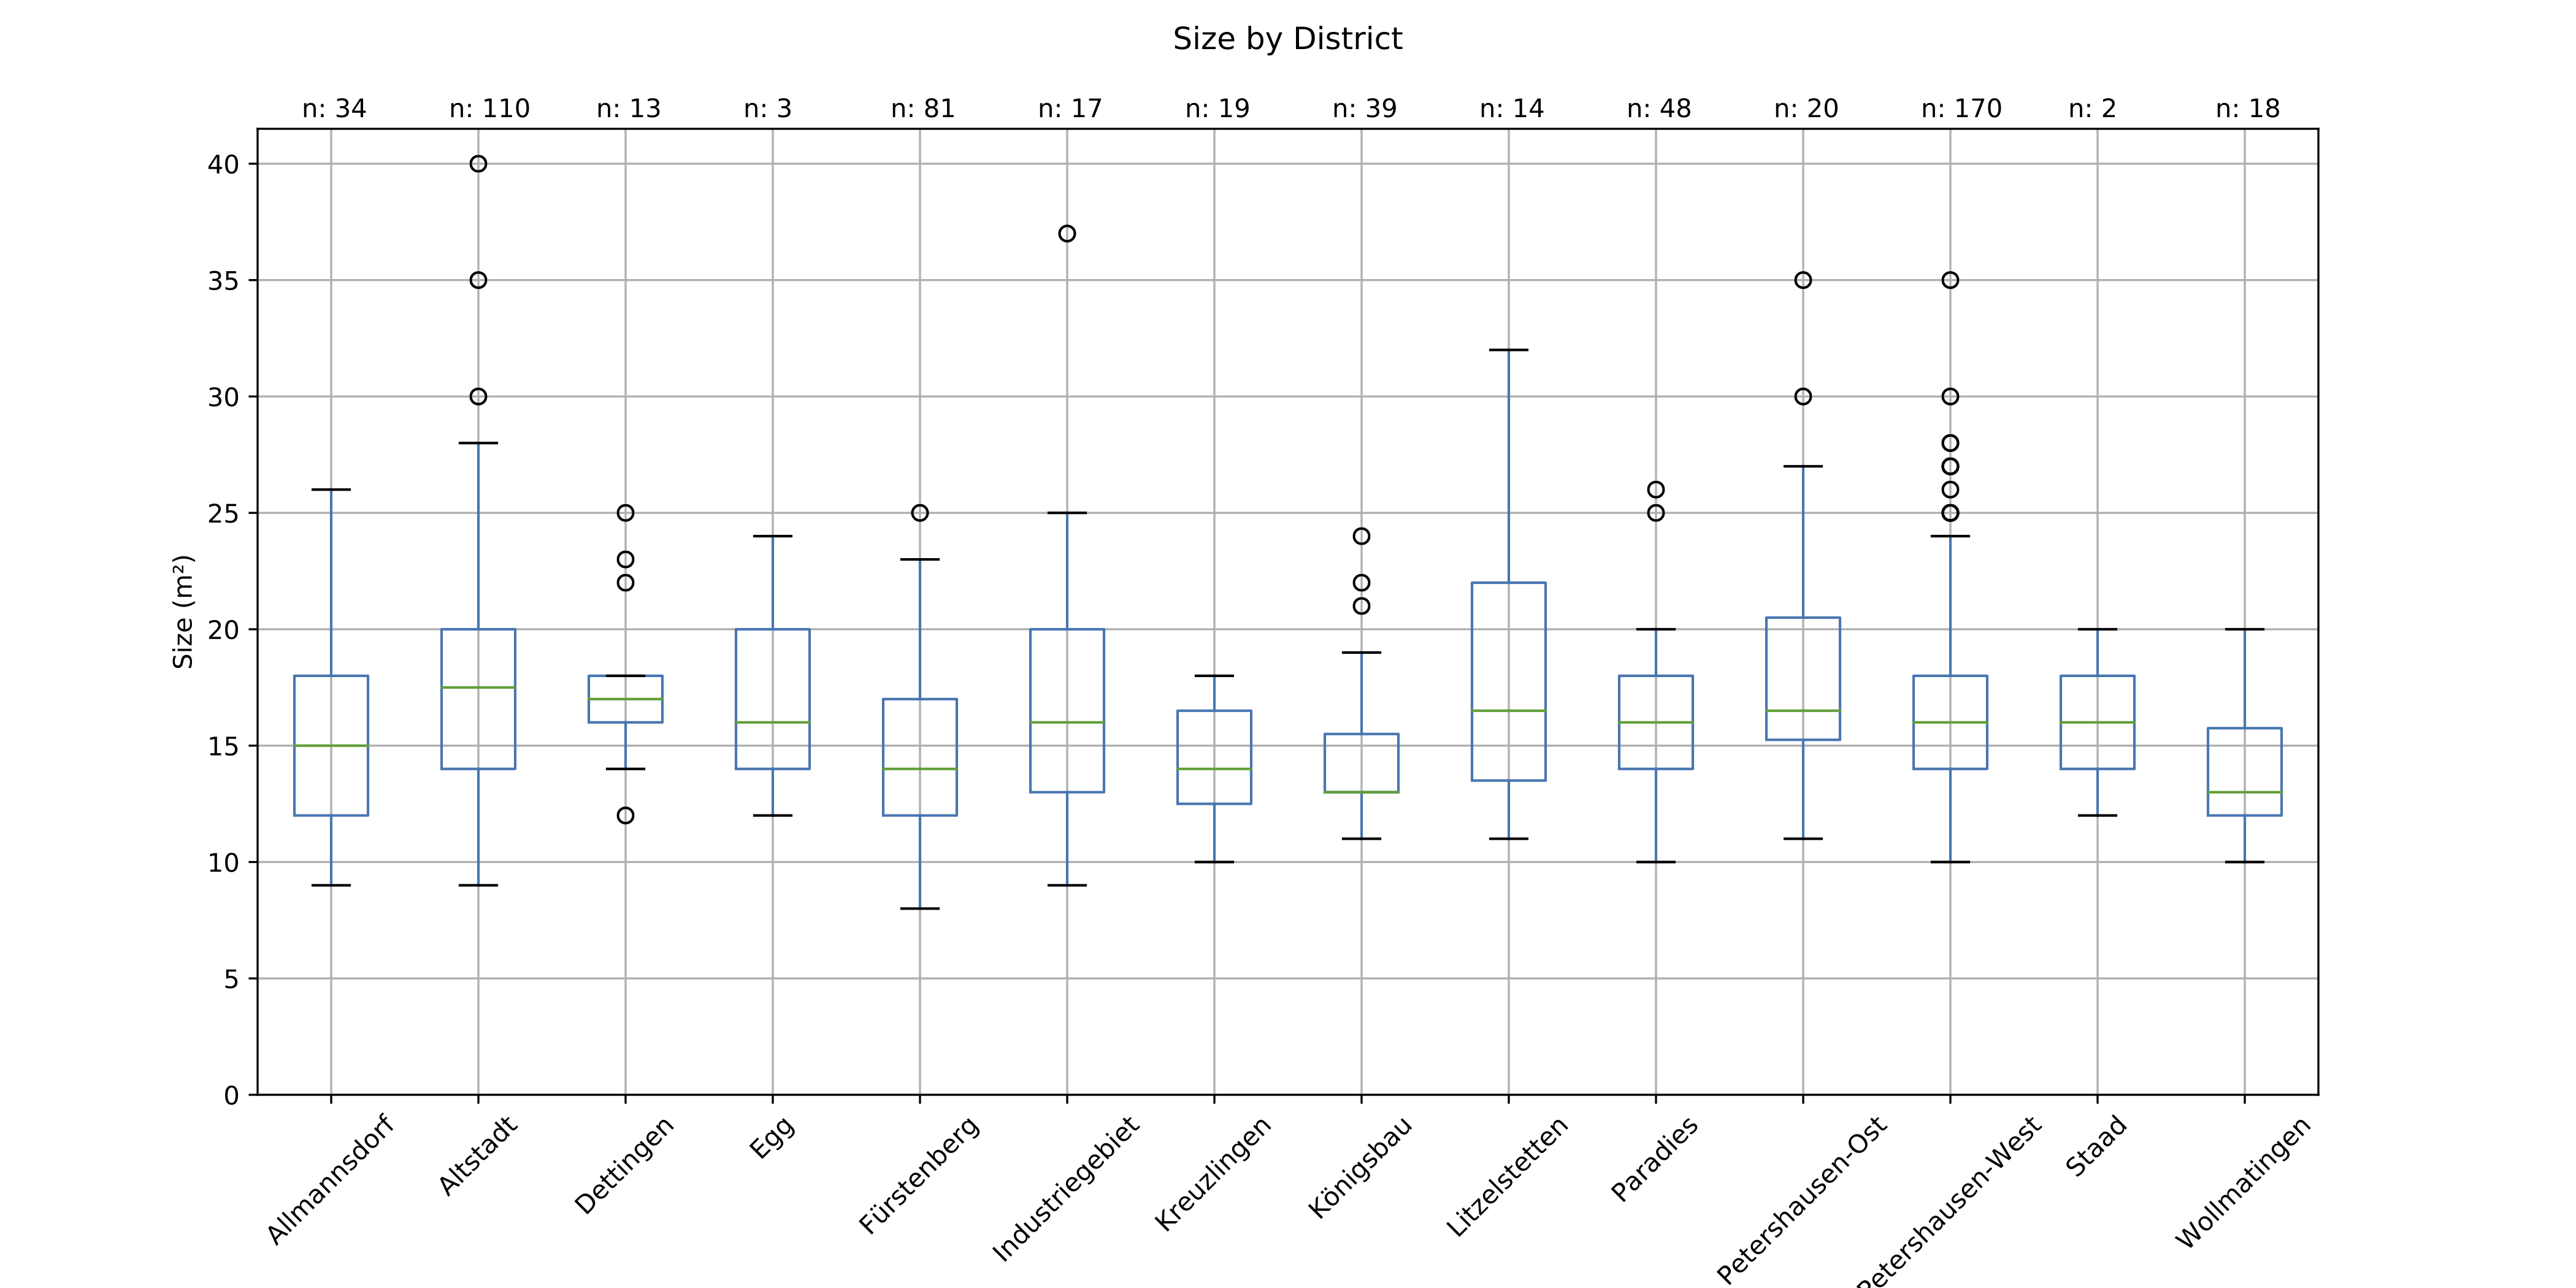 Size by District
n: 34 n: 110 n: 13 n: 3 n: 81 n: 17 n: 19 n: 39 n: 14 n: 48 n: 20 n: 170 n: 2 n: 18
40
35
30
25
20
15
10
5
0
Size (m²)
Allmannsdorf
Altstadt
Dettingen
Egg
Fürstenberg
Industriegebiet
Kreuzlingen
Königsbau
Litzelstetten
Paradies
Petershausen-Ost
Petershausen-West
Staad
Wollmatingen